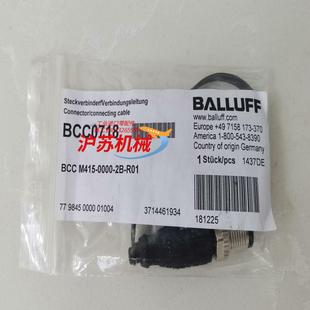 Steckverbinder/Verbindungsleitung
Connector/connecting cable
BCC0718
沪苏机械
BCC M415-0000-2B-R01
77 9845 0000 01004
3714461934
BALLUFF
www.balluff.com
Europe +49 7158 173-370
America 1-800-543-8390
Country of origin Germany
1 Stück/pcs
1437DE
181225